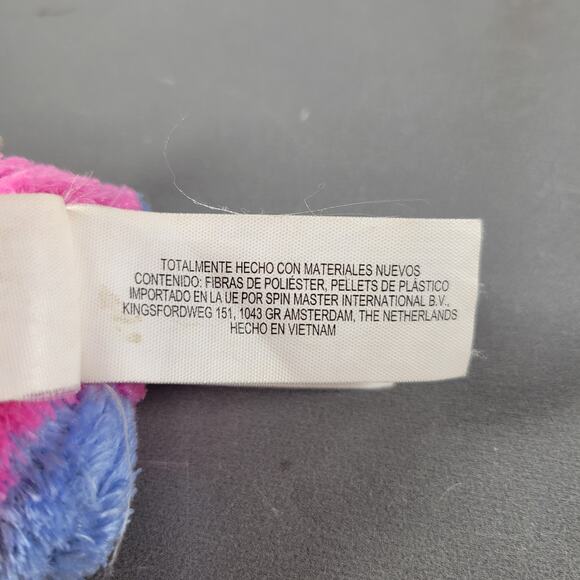 TOTALMENTE HECHO CON MATERIALES NUEVOS
CONTENIDO: FIBRAS DE POLIÉSTER, PELLETS DE PLÁSTICO
IMPORTADO EN LA UE POR SPIN MASTER INTERNATIONAL B.V.,
KINGSFORDWEG 151, 1043 GR AMSTERDAM, THE NETHERLANDS
HECHO EN VIETNAM